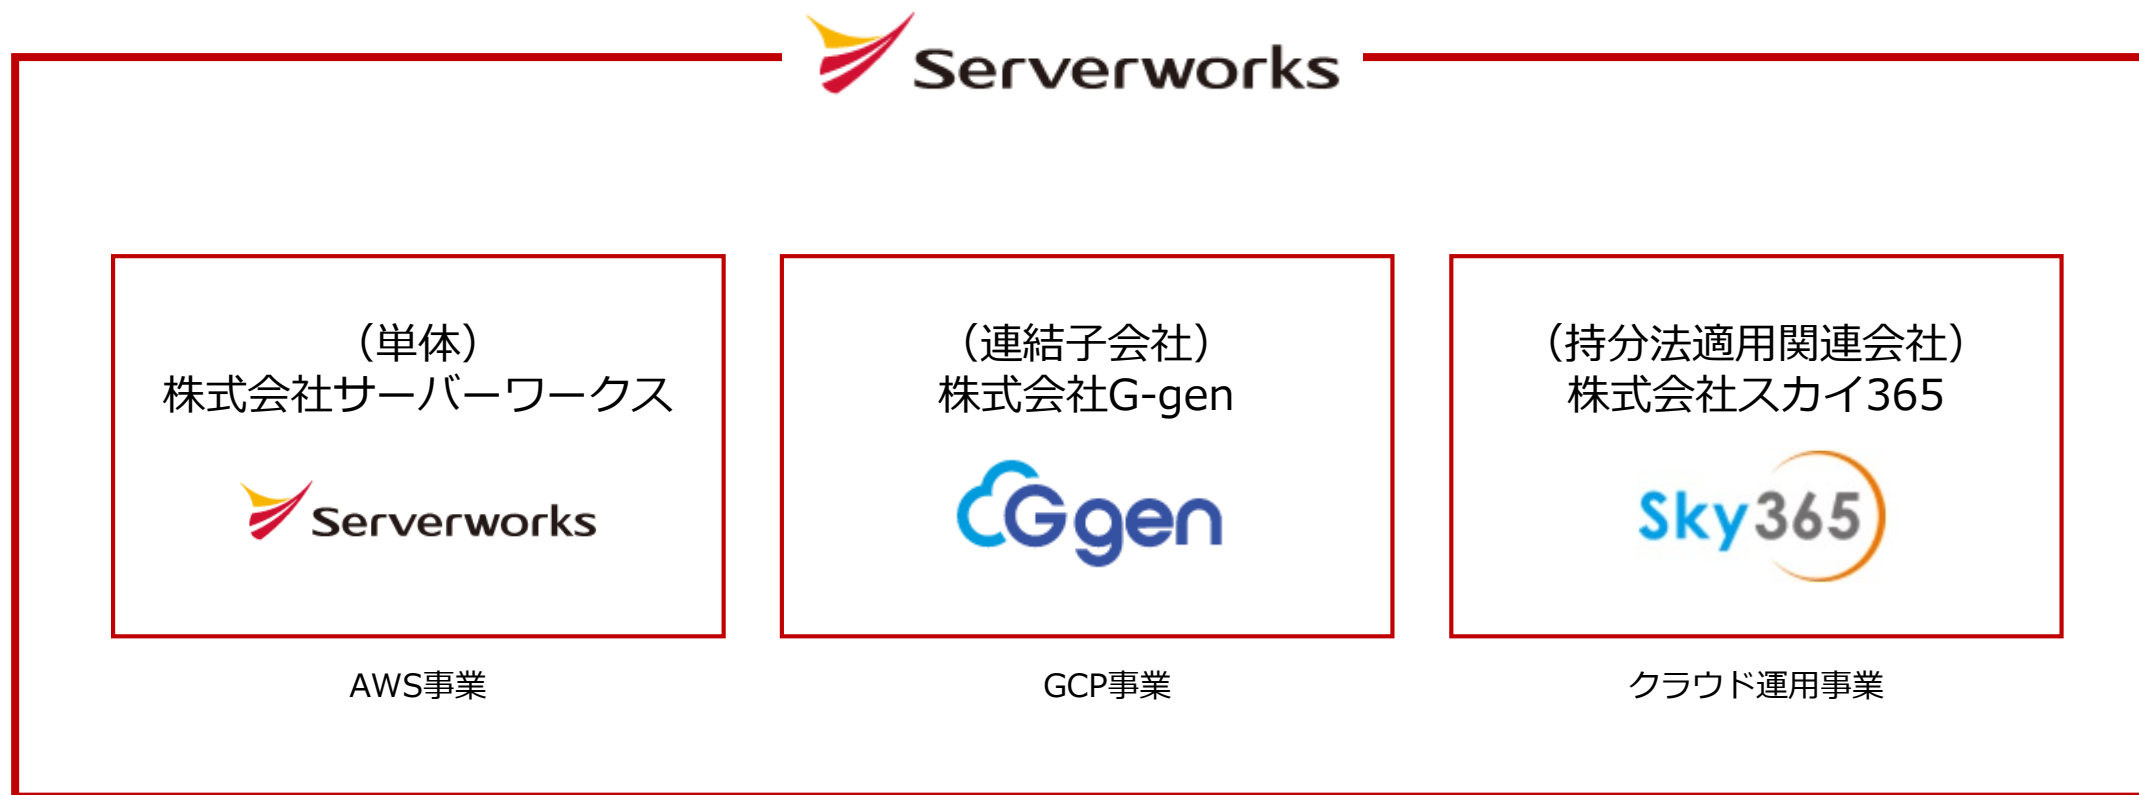 Serverworks
（単体）
株式会社サーバーワークス
Serverworks
AWS事業
（連結子会社）
株式会社G-gen
Ggen
GCP事業
（持分法適用関連会社）
株式会社スカイ365
Sky365
クラウド運用事業